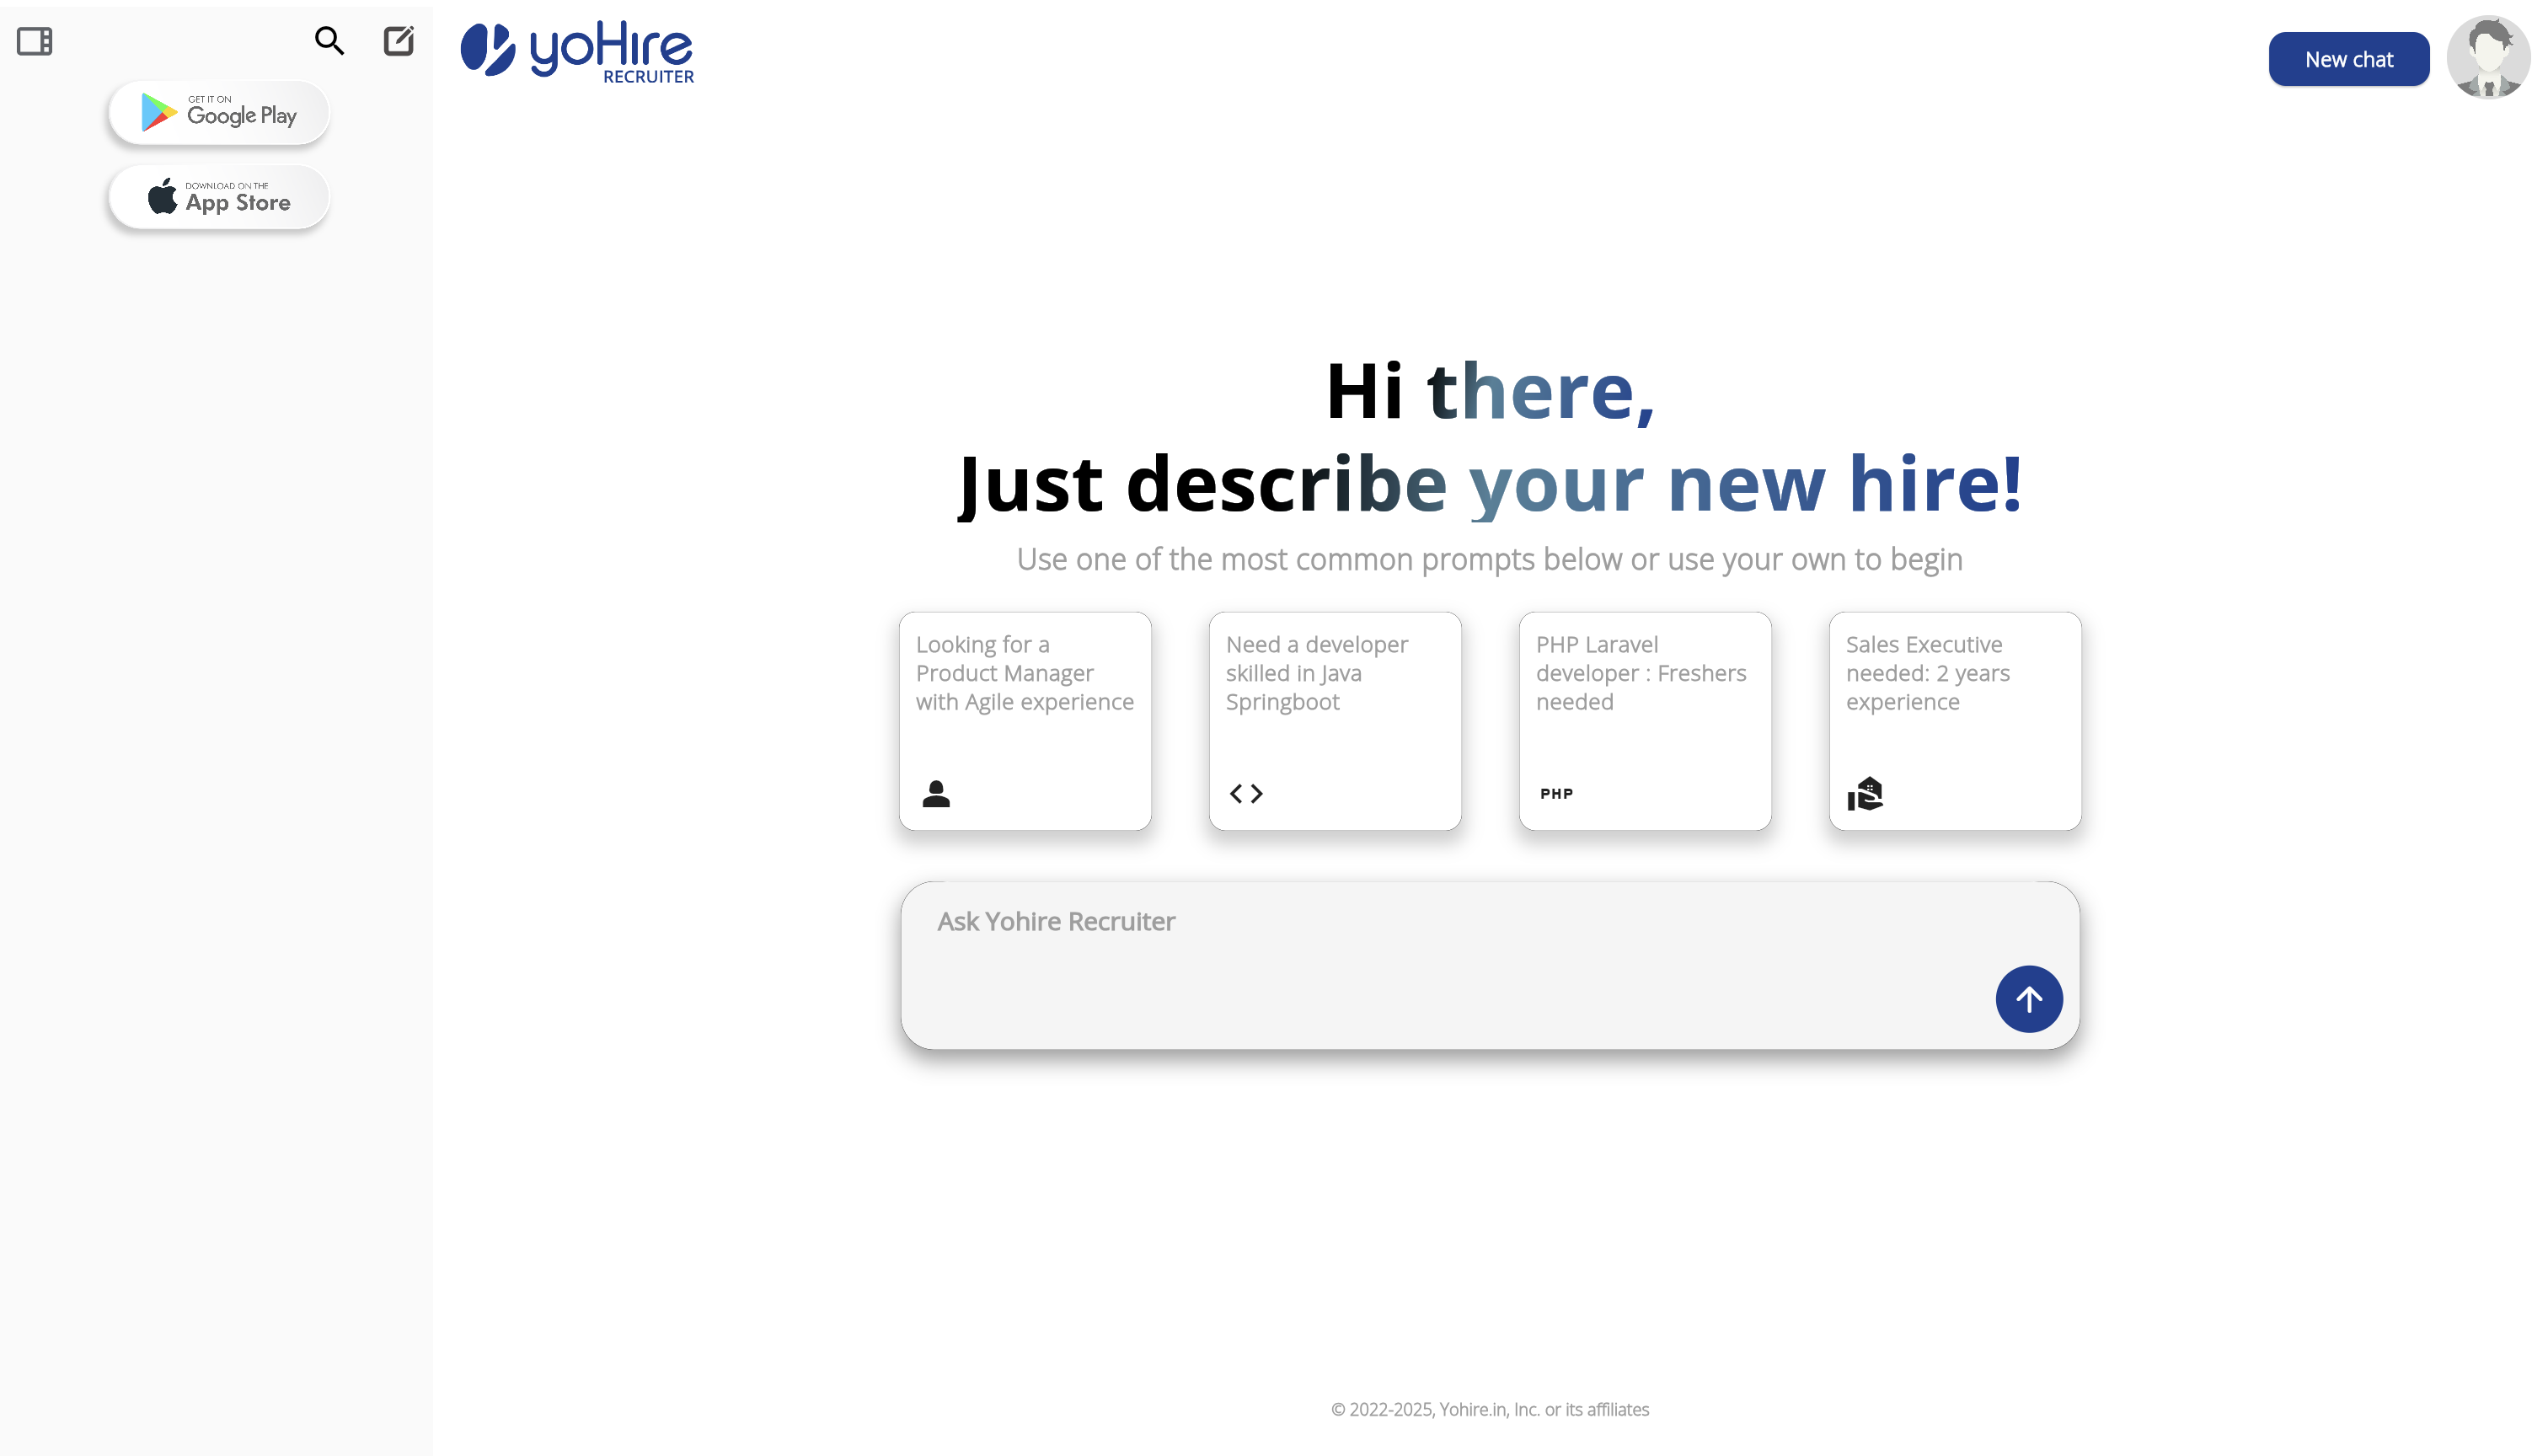 GET IT ON
Google Play
DOWNLOAD ON THE
App Store
yoHire
RECRUITER
New chat
Hi there,
Just describe your new hire!
Use one of the most common prompts below or use your own to begin
Looking for a
Product Manager
with Agile experience
Need a developer
skilled in Java
Springboot
PHP Laravel
developer : Freshers
needed
PHP
Sales Executive
needed: 2 years
experience
Ask Yohire Recruiter
© 2022-2025, Yohire.in, Inc. or its affiliates